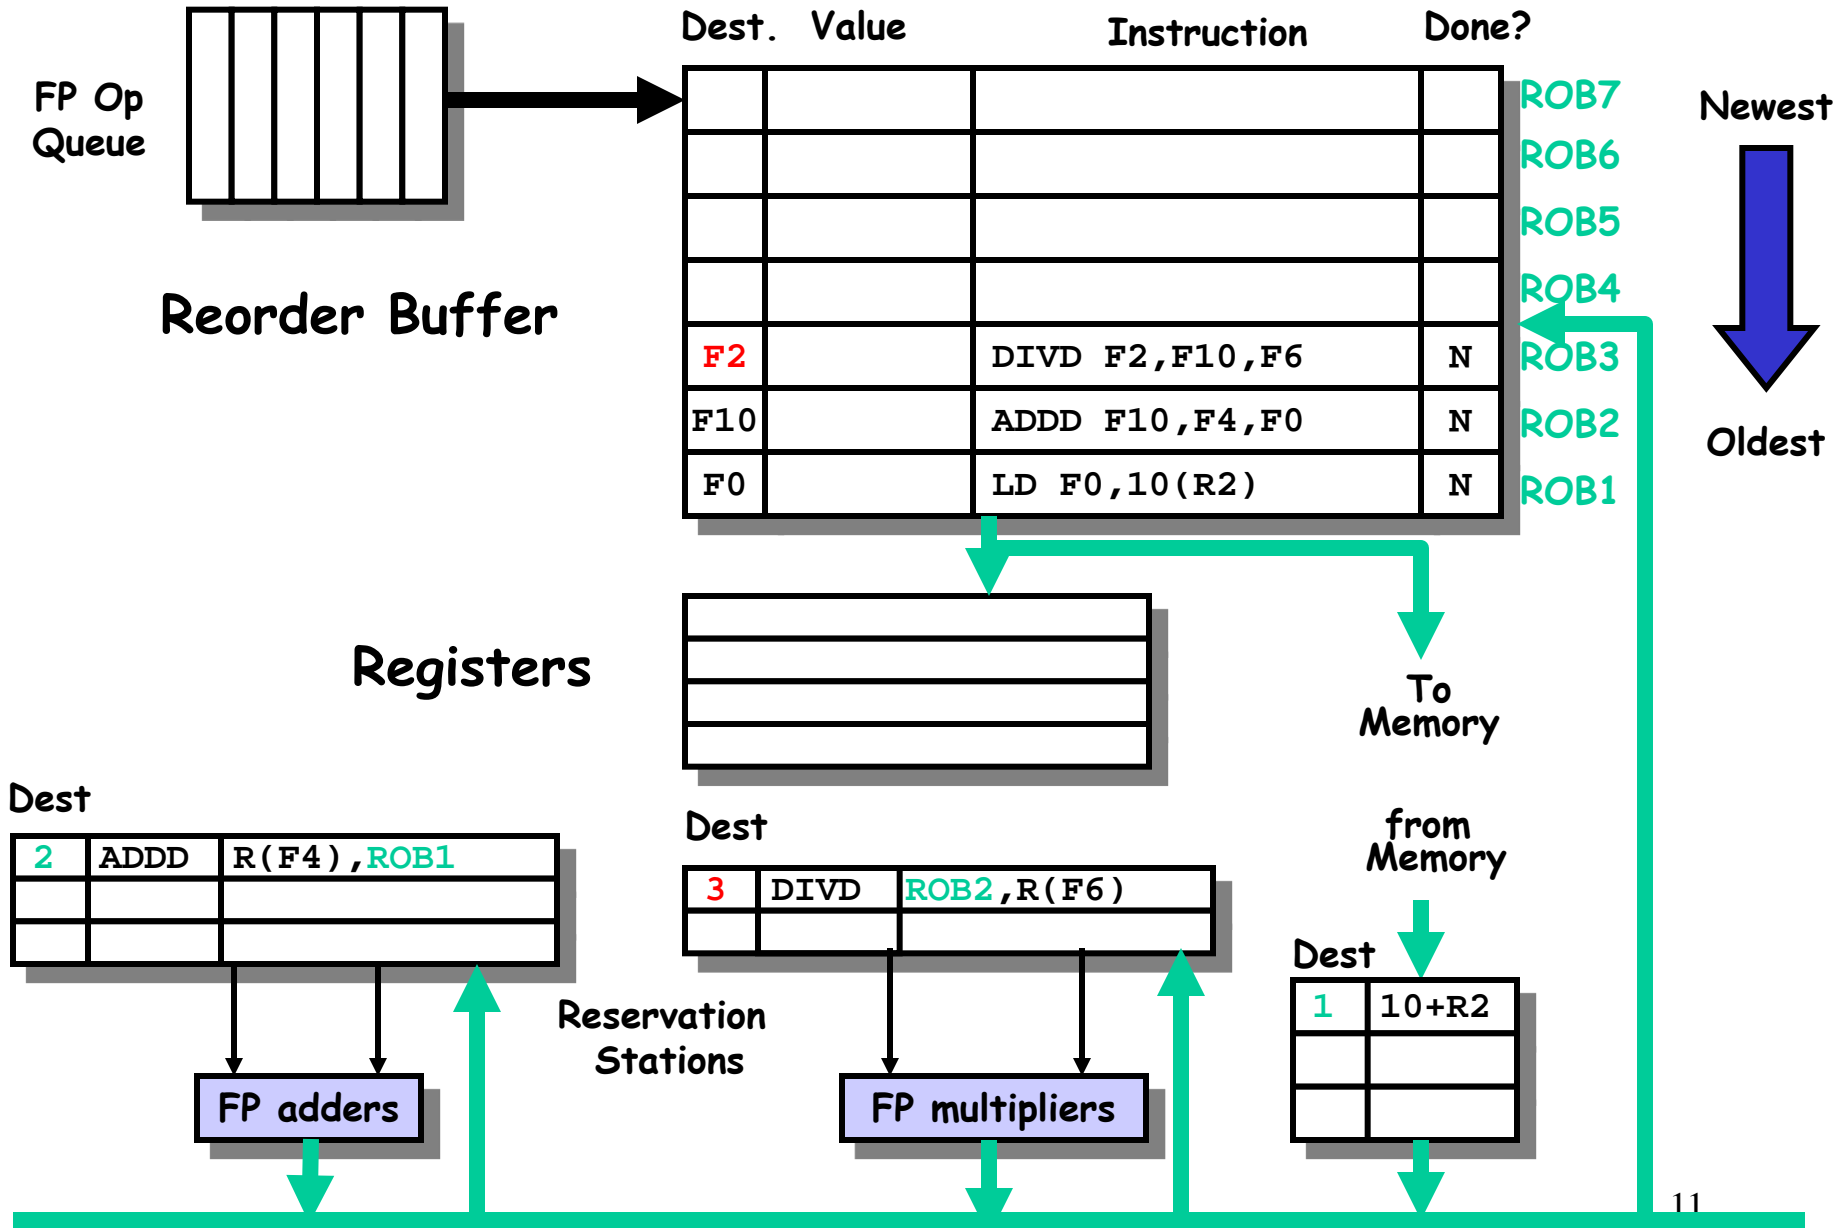 Dest. Value Instruction Done?
FP Op
Queue
ROB7
Newest
ROB6
ROB5
ROB4
Reorder Buffer
F2 DIVD F2,F10,F6 N ROB3
F10 ADDD F10,F4,F0 N ROB2
Oldest
F0 LD F0,10(R2) N ROB1
Registers
To
Memory
Dest
2 ADDD R(F4),ROB1
Dest
3 DIVD ROB2,R(F6)
from
Memory
Dest
1 10+R2
Reservation
Stations
FP adders
FP multipliers
11